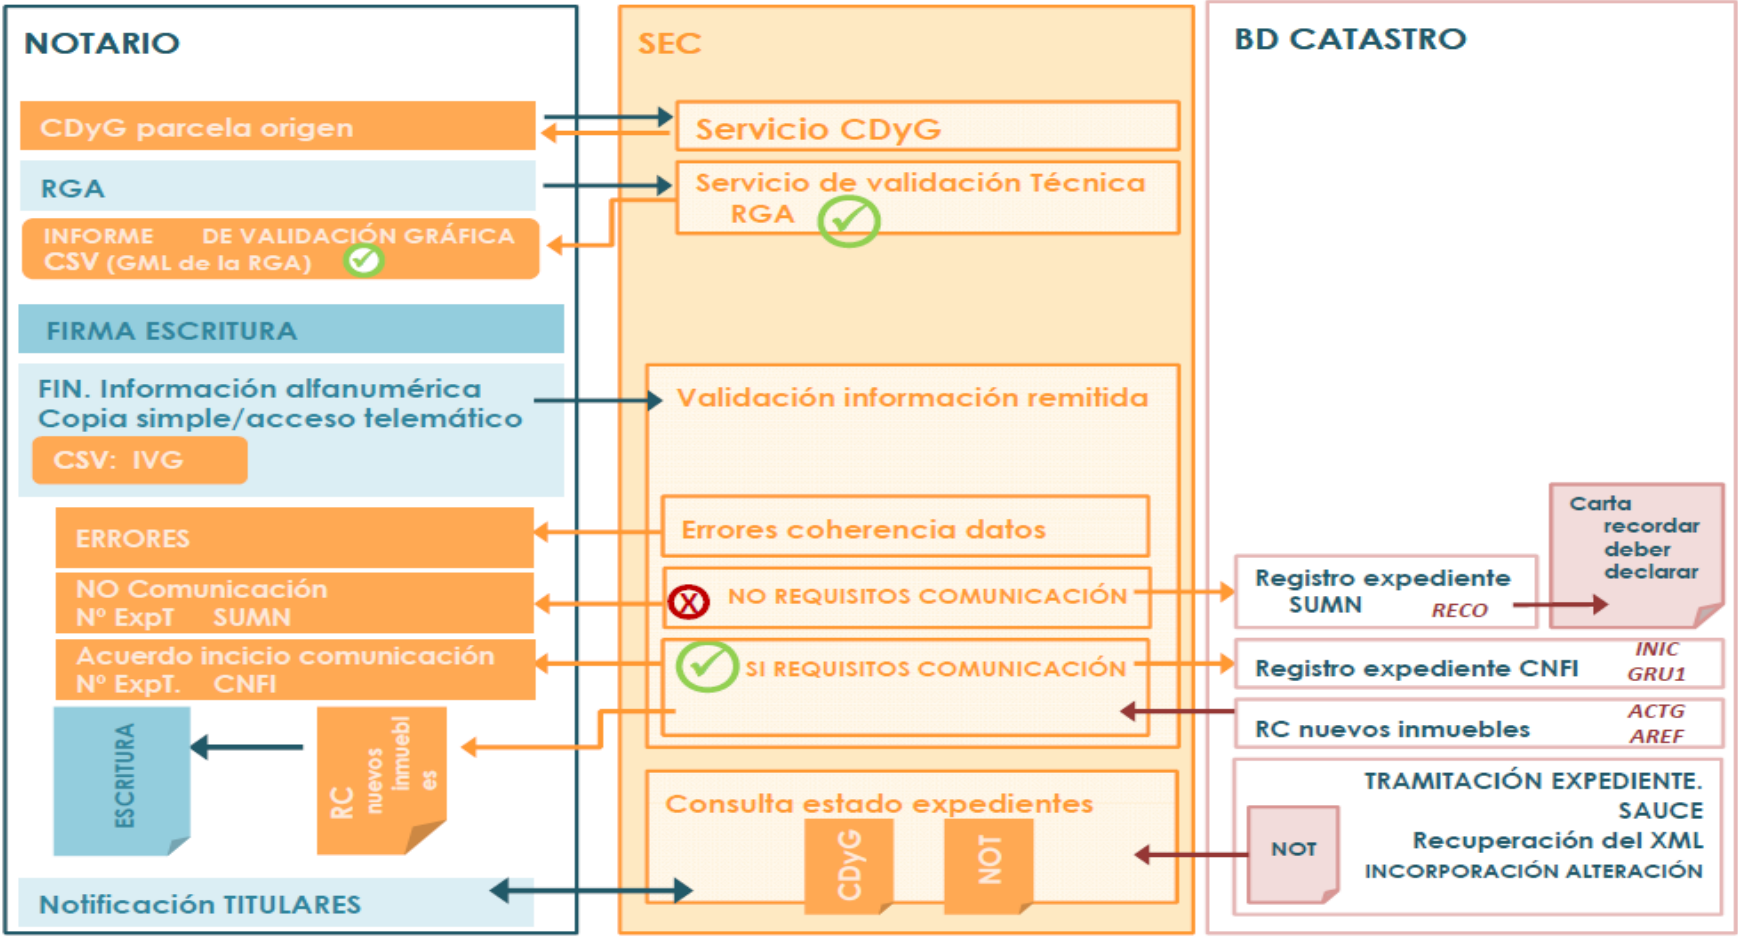 NOTARIO
CDyG parcela origen
RGA
INFORME DE VALIDACIÓN GRÁFICA
CSV (GML de la RGA)
FIRMA ESCRITURA
FIN. Información alfanumérica
Copia simple/acceso telemático
CSV: IVG
ERRORES
NO Comunicación
Nº ExpT SUMN
Acuerdo incicio comunicación
Nº ExpT. CNFI
ESCRITURA
RC
nuevos
inmuebl
es
Notificación TITULARES
SEC
Servicio CDyG
Servicio de validación Técnica
RGA
Validación información remitida
Errores coherencia datos
X NO REQUISITOS COMUNICACIÓN
SI REQUISITOS COMUNICACIÓN
Consulta estado expedientes
CDyG
NOT
BD CATASTRO
Carta
recordar
deber
declarar
Registro expediente
SUMN RECO
Registro expediente CNFI
INIC
GRU1
RC nuevos inmuebles
ACTG
AREF
TRAMITACIÓN EXPEDIENTE.
SAUCE
Recuperación del XML
INCORPORACIÓN ALTERACIÓN
NOT